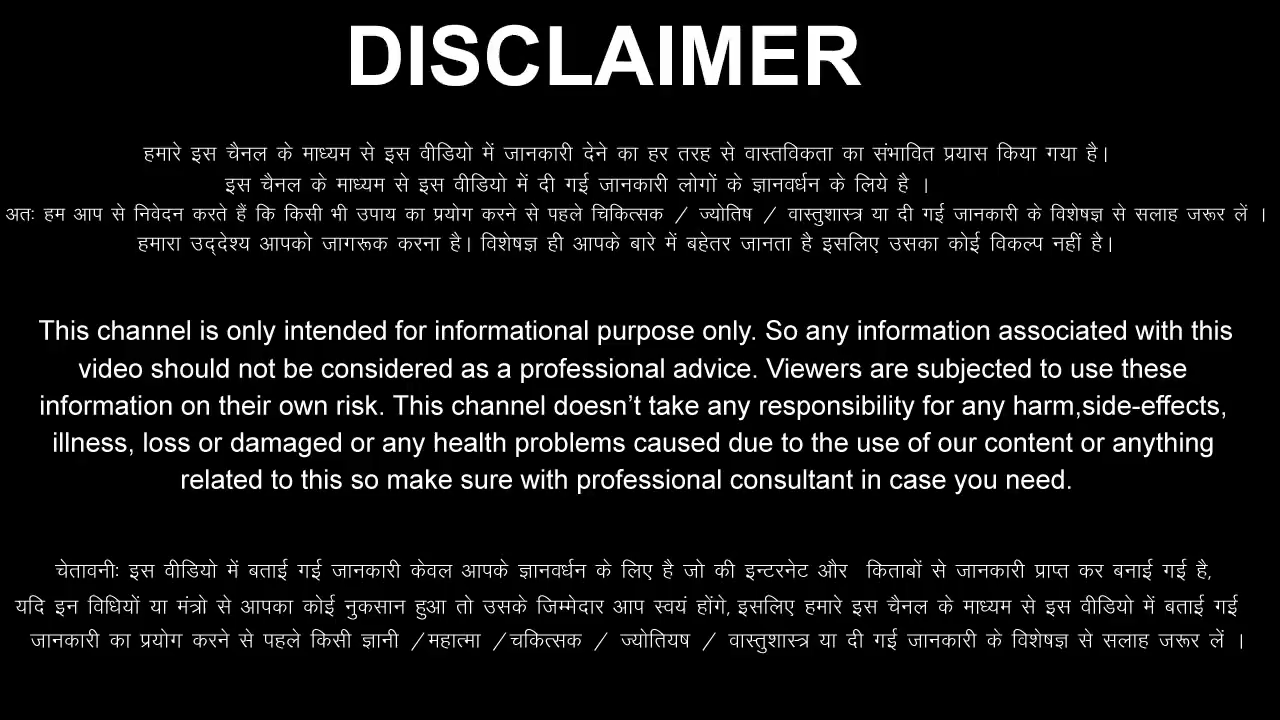 DISCLAIMER
हमारे इस चैनल के माध्यम से इस वीडियो में जानकारी देने का हर तरह से वास्तविकता का संभावित प्रयास किया गया है।
इस चैनल के माध्यम से इस वीडियो में दी गई जानकारी लोगों के ज्ञानवर्धन के लिये है ।
अतः हम आप से निवेदन करते हैं कि किसी भी उपाय का प्रयोग करने से पहले चिकित्सक / ज्योतिष / वास्तुशास्त्र या दी गई जानकारी के विशेषज्ञ से सलाह जरूर लें ।
हमारा उद्देश्य आपको जागरूक करना है। विशेषज्ञ ही आपके बारे में बहेतर जानता है इसलिए उसका कोई विकल्प नहीं है।
This channel is only intended for informational purpose only. So any information associated with this
video should not be considered as a professional advice. Viewers are subjected to use these
information on their own risk. This channel doesn’t take any responsibility for any harm,side-effects,
illness, loss or damaged or any health problems caused due to the use of our content or anything
related to this so make sure with professional consultant in case you need.
चेतावनीः इस वीडियो में बताई गई जानकारी केवल आपके ज्ञानवर्धन के लिए है जो की इन्टरनेट और किताबों से जानकारी प्राप्त कर बनाई गई है,
यदि इन विधियों या मंत्रो से आपका कोई नुकसान हुआ तो उसके जिम्मेदार आप स्वयं होंगे, इसलिए हमारे इस चैनल के माध्यम से इस वीडियो में बताई गई
जानकारी का प्रयोग करने से पहले किसी ज्ञानी /महात्मा /चकित्सक / ज्योतियष / वास्तुशास्त्र या दी गई जानकारी के विशेषज्ञ से सलाह जरूर लें ।